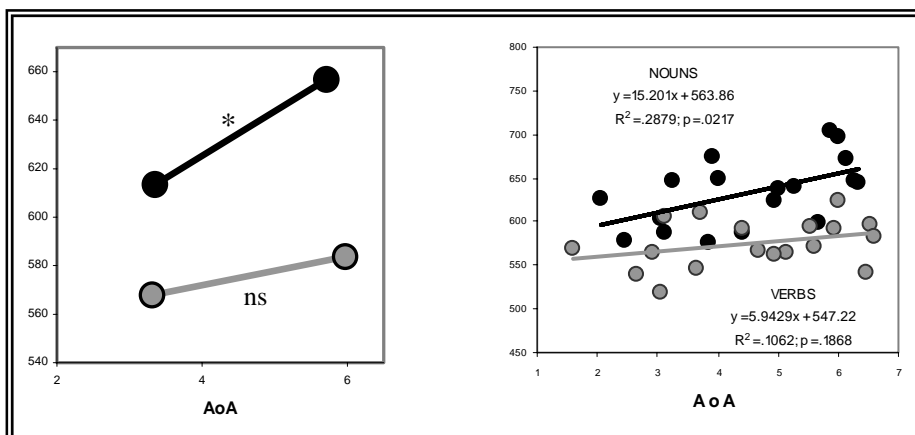 660
640
620
600
580
560
540
2 4 6
AoA
*
ns
800
750
700
650
600
550
500
450
1 2 3 4 5 6 7
A o A
NOUNS
y =15.201x + 563.86
R² =.2879; p=.0217
VERBS
y =5.9429x + 547.22
R² =.1062; p=.1868